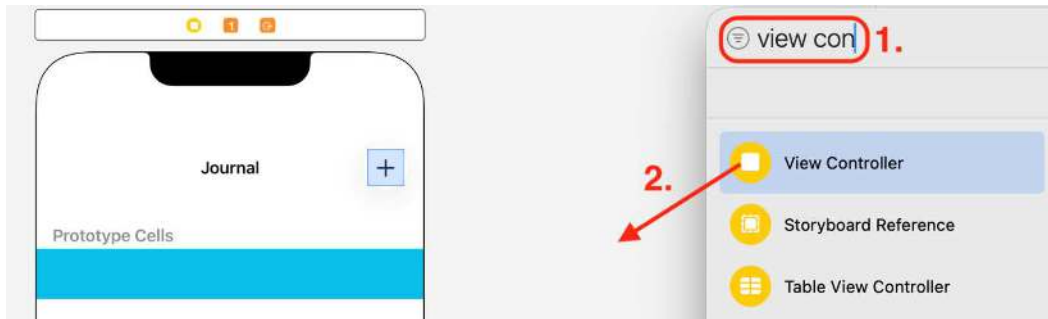 view con
1.
Journal
+
2.
View Controller
Prototype Cells
Storyboard Reference
Table View Controller